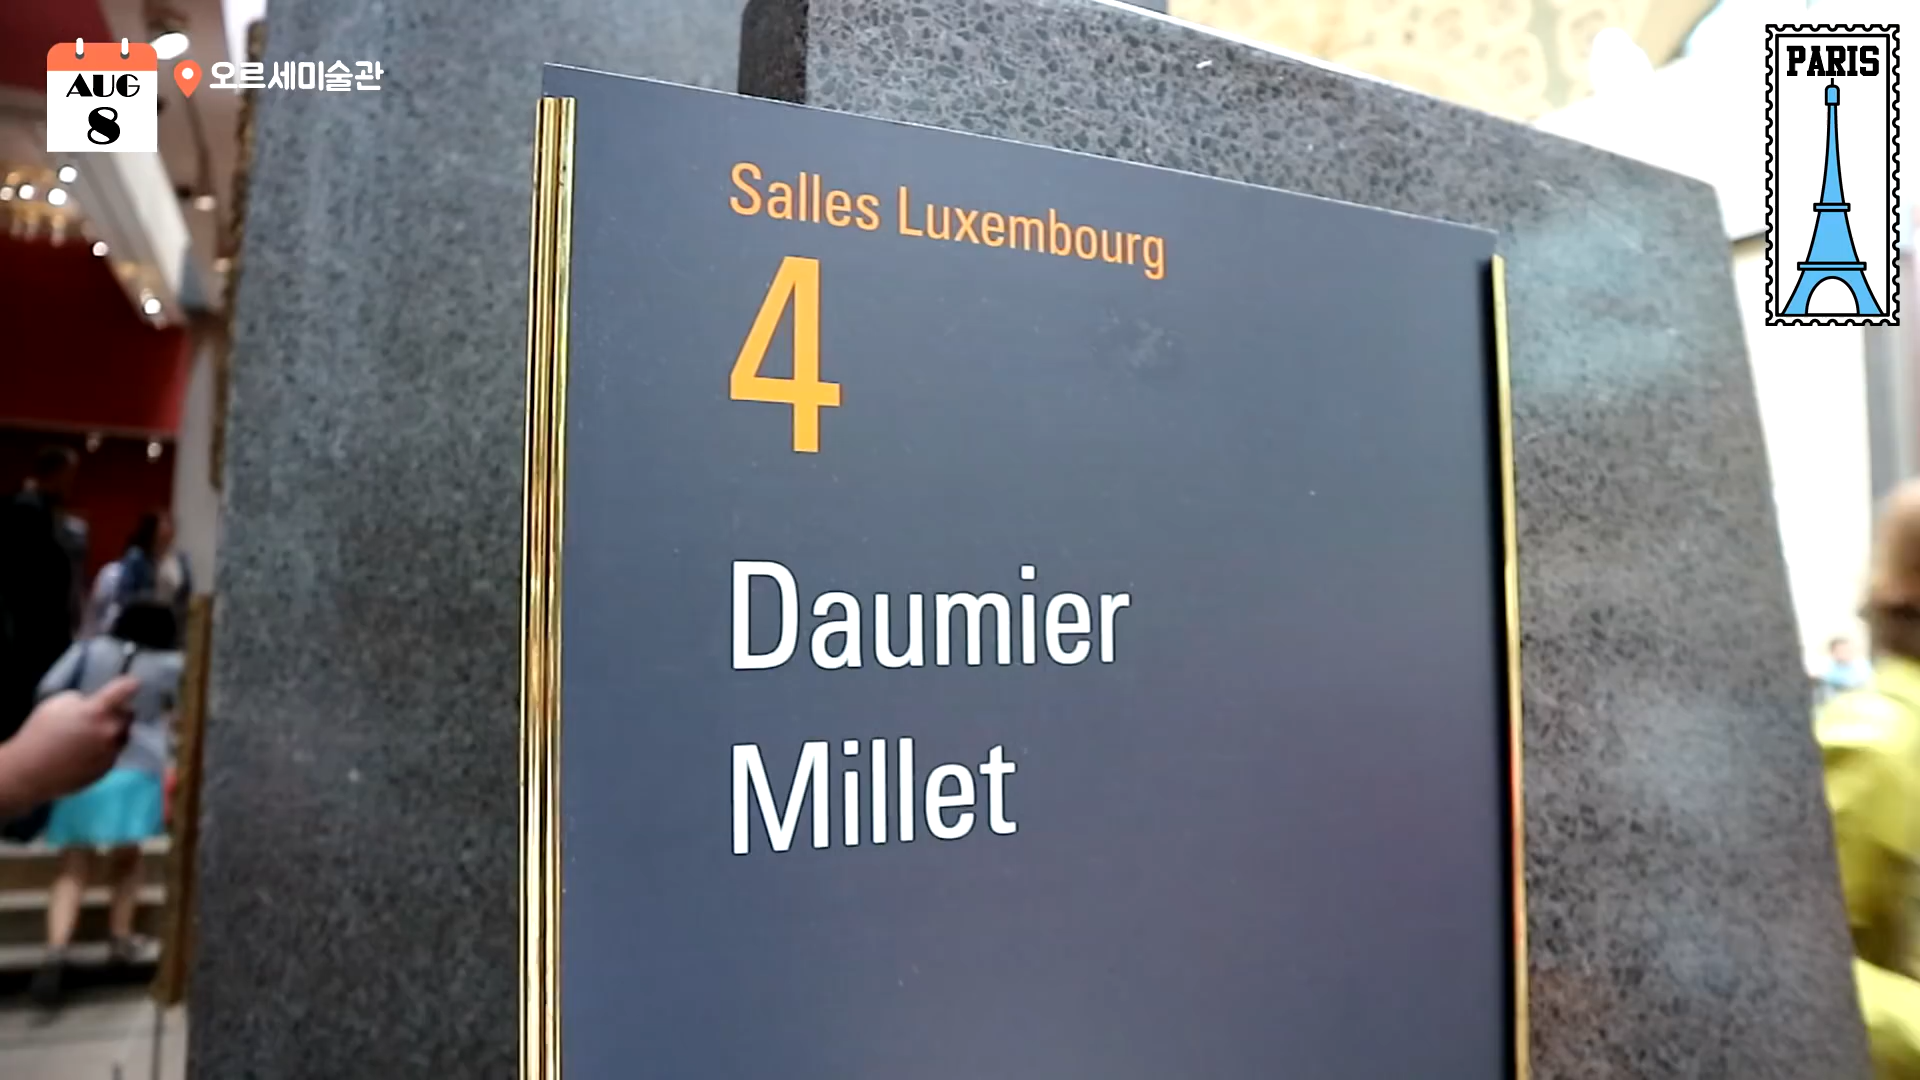 AUG
8
오르세미술관
PARIS
Salles Luxembourg
4
Daumier
Millet